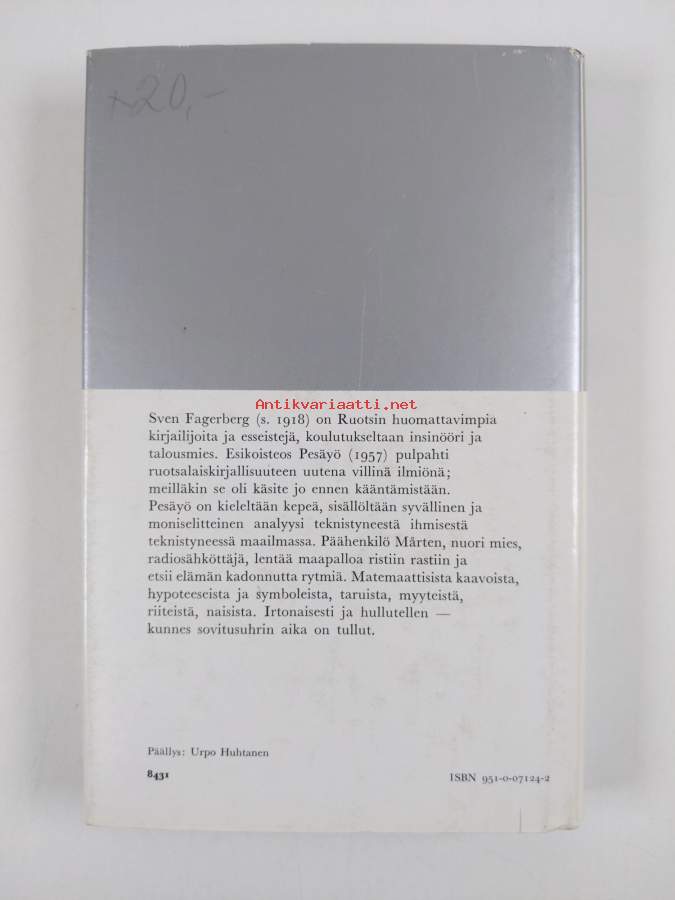 +20,-
Antikvariaatti.net
Sven Fagerberg (s. 1918) on Ruotsin huomattavimpia
kirjailijoita ja esseistejä, koulutukseltaan insinööri ja
talousmies. Esikoisteos Pesäyö (1957) pulpahti
ruotsalaiskirjallisuuteen uutena villinä ilmiönä;
meilläkin se oli käsite jo ennen kääntämistään.
Pesäyö on kieleltään kepeä, sisällöltään syvällinen ja
moniselitteinen analyysi teknistyneestä ihmisestä
teknistyneessä maailmassa. Päähenkilö Mårten, nuori mies,
radiosähköttäjä, lentää maapalloa ristiin rastiin ja
etsii elämän kadonnutta rytmiä. Matemaattisista kaavoista,
hypoteeseista ja symboleista, taruista, myyteistä,
riiteistä, naisista. Irtonaisesti ja hullutellen —
kunnes sovitusuhrin aika on tullut.
Päällys: Urpo Huhtanen
8431
ISBN 951-0-07124-2